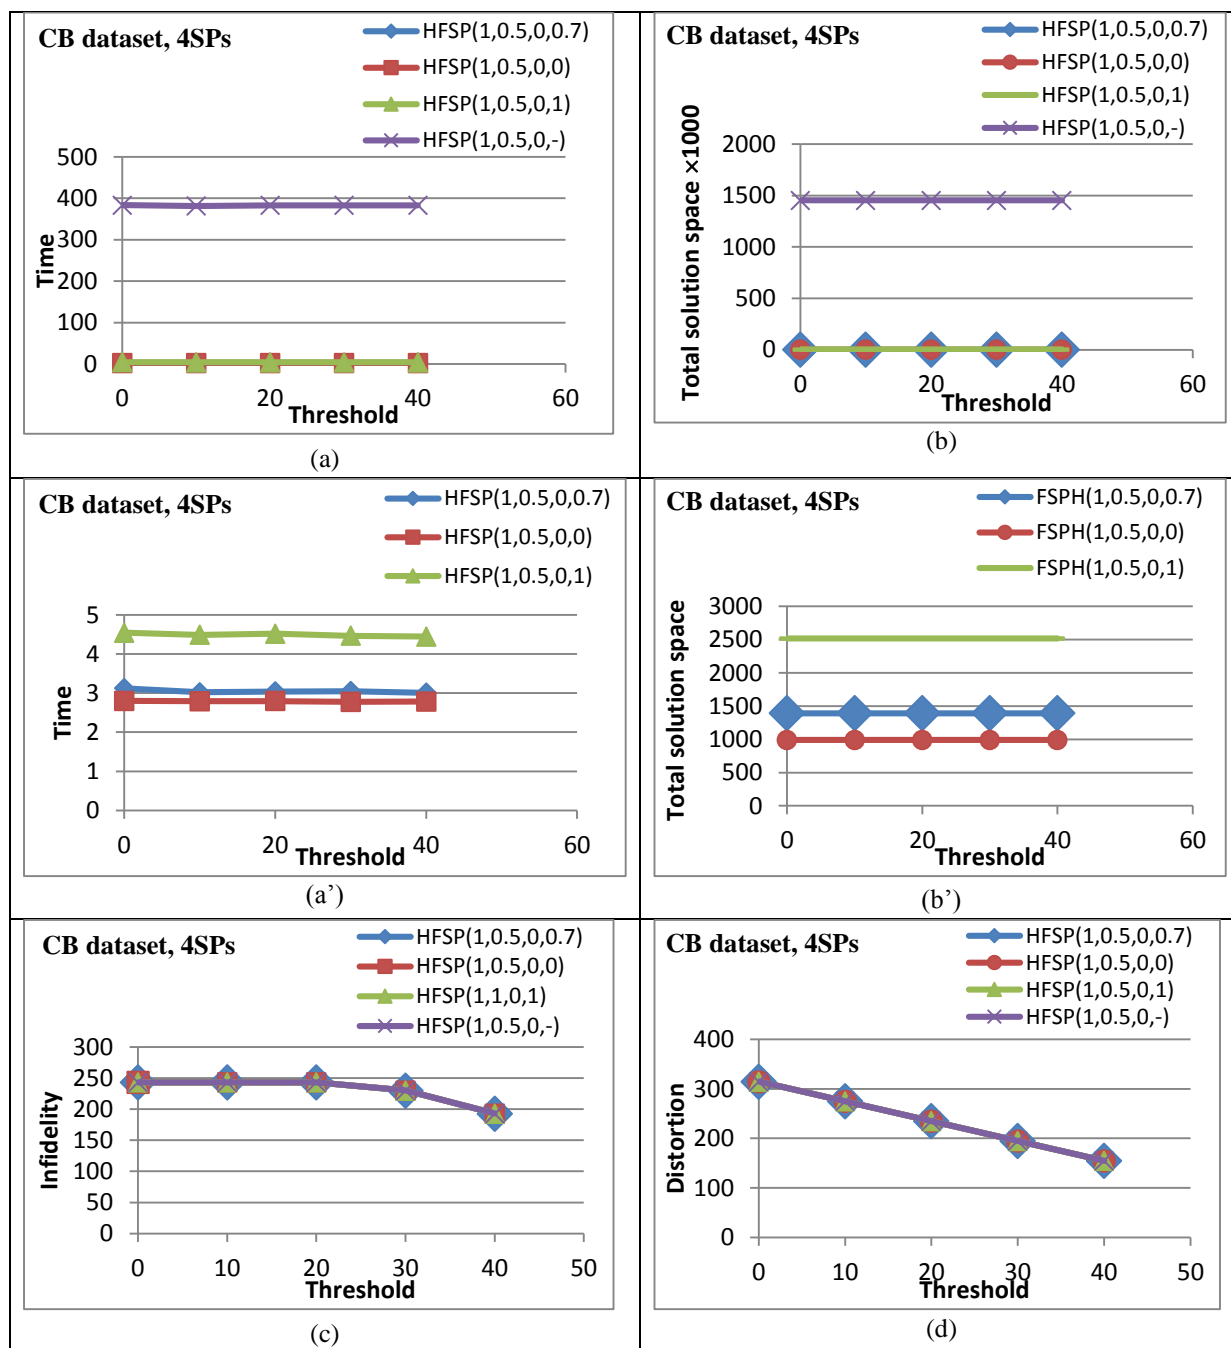 CB dataset, 4SPs
HFSP(1,0.5,0,0.7)
HFSP(1,0.5,0,0)
HFSP(1,0.5,0,1)
HFSP(1,0.5,0,-)
500
400
300
200
100
0
Time
0 20 40 60
Threshold
(a)
CB dataset, 4SPs
HFSP(1,0.5,0,0.7)
HFSP(1,0.5,0,0)
HFSP(1,0.5,0,1)
HFSP(1,0.5,0,-)
2000
1500
1000
500
0
Total solution space ×1000
0 20 40 60
Threshold
(b)
CB dataset, 4SPs
HFSP(1,0.5,0,0.7)
HFSP(1,0.5,0,0)
HFSP(1,0.5,0,1)
5
4
3
2
1
0
Time
0 20 40 60
Threshold
(a’)
CB dataset, 4SPs
FSPH(1,0.5,0,0.7)
FSPH(1,0.5,0,0)
FSPH(1,0.5,0,1)
3000
2500
2000
1500
1000
500
0
Total solution space
0 20 40 60
Threshold
(b’)
CB dataset, 4SPs
HFSP(1,0.5,0,0.7)
HFSP(1,0.5,0,0)
HFSP(1,1,0,1)
HFSP(1,0.5,0,-)
300
250
200
150
100
50
0
Infidelity
0 10 20 30 40 50
Threshold
(c)
CB dataset, 4SPs
HFSP(1,0.5,0,0.7)
HFSP(1,0.5,0,0)
HFSP(1,0.5,0,1)
HFSP(1,0.5,0,-)
400
300
200
100
0
Distortion
0 10 20 30 40 50
Threshold
(d)